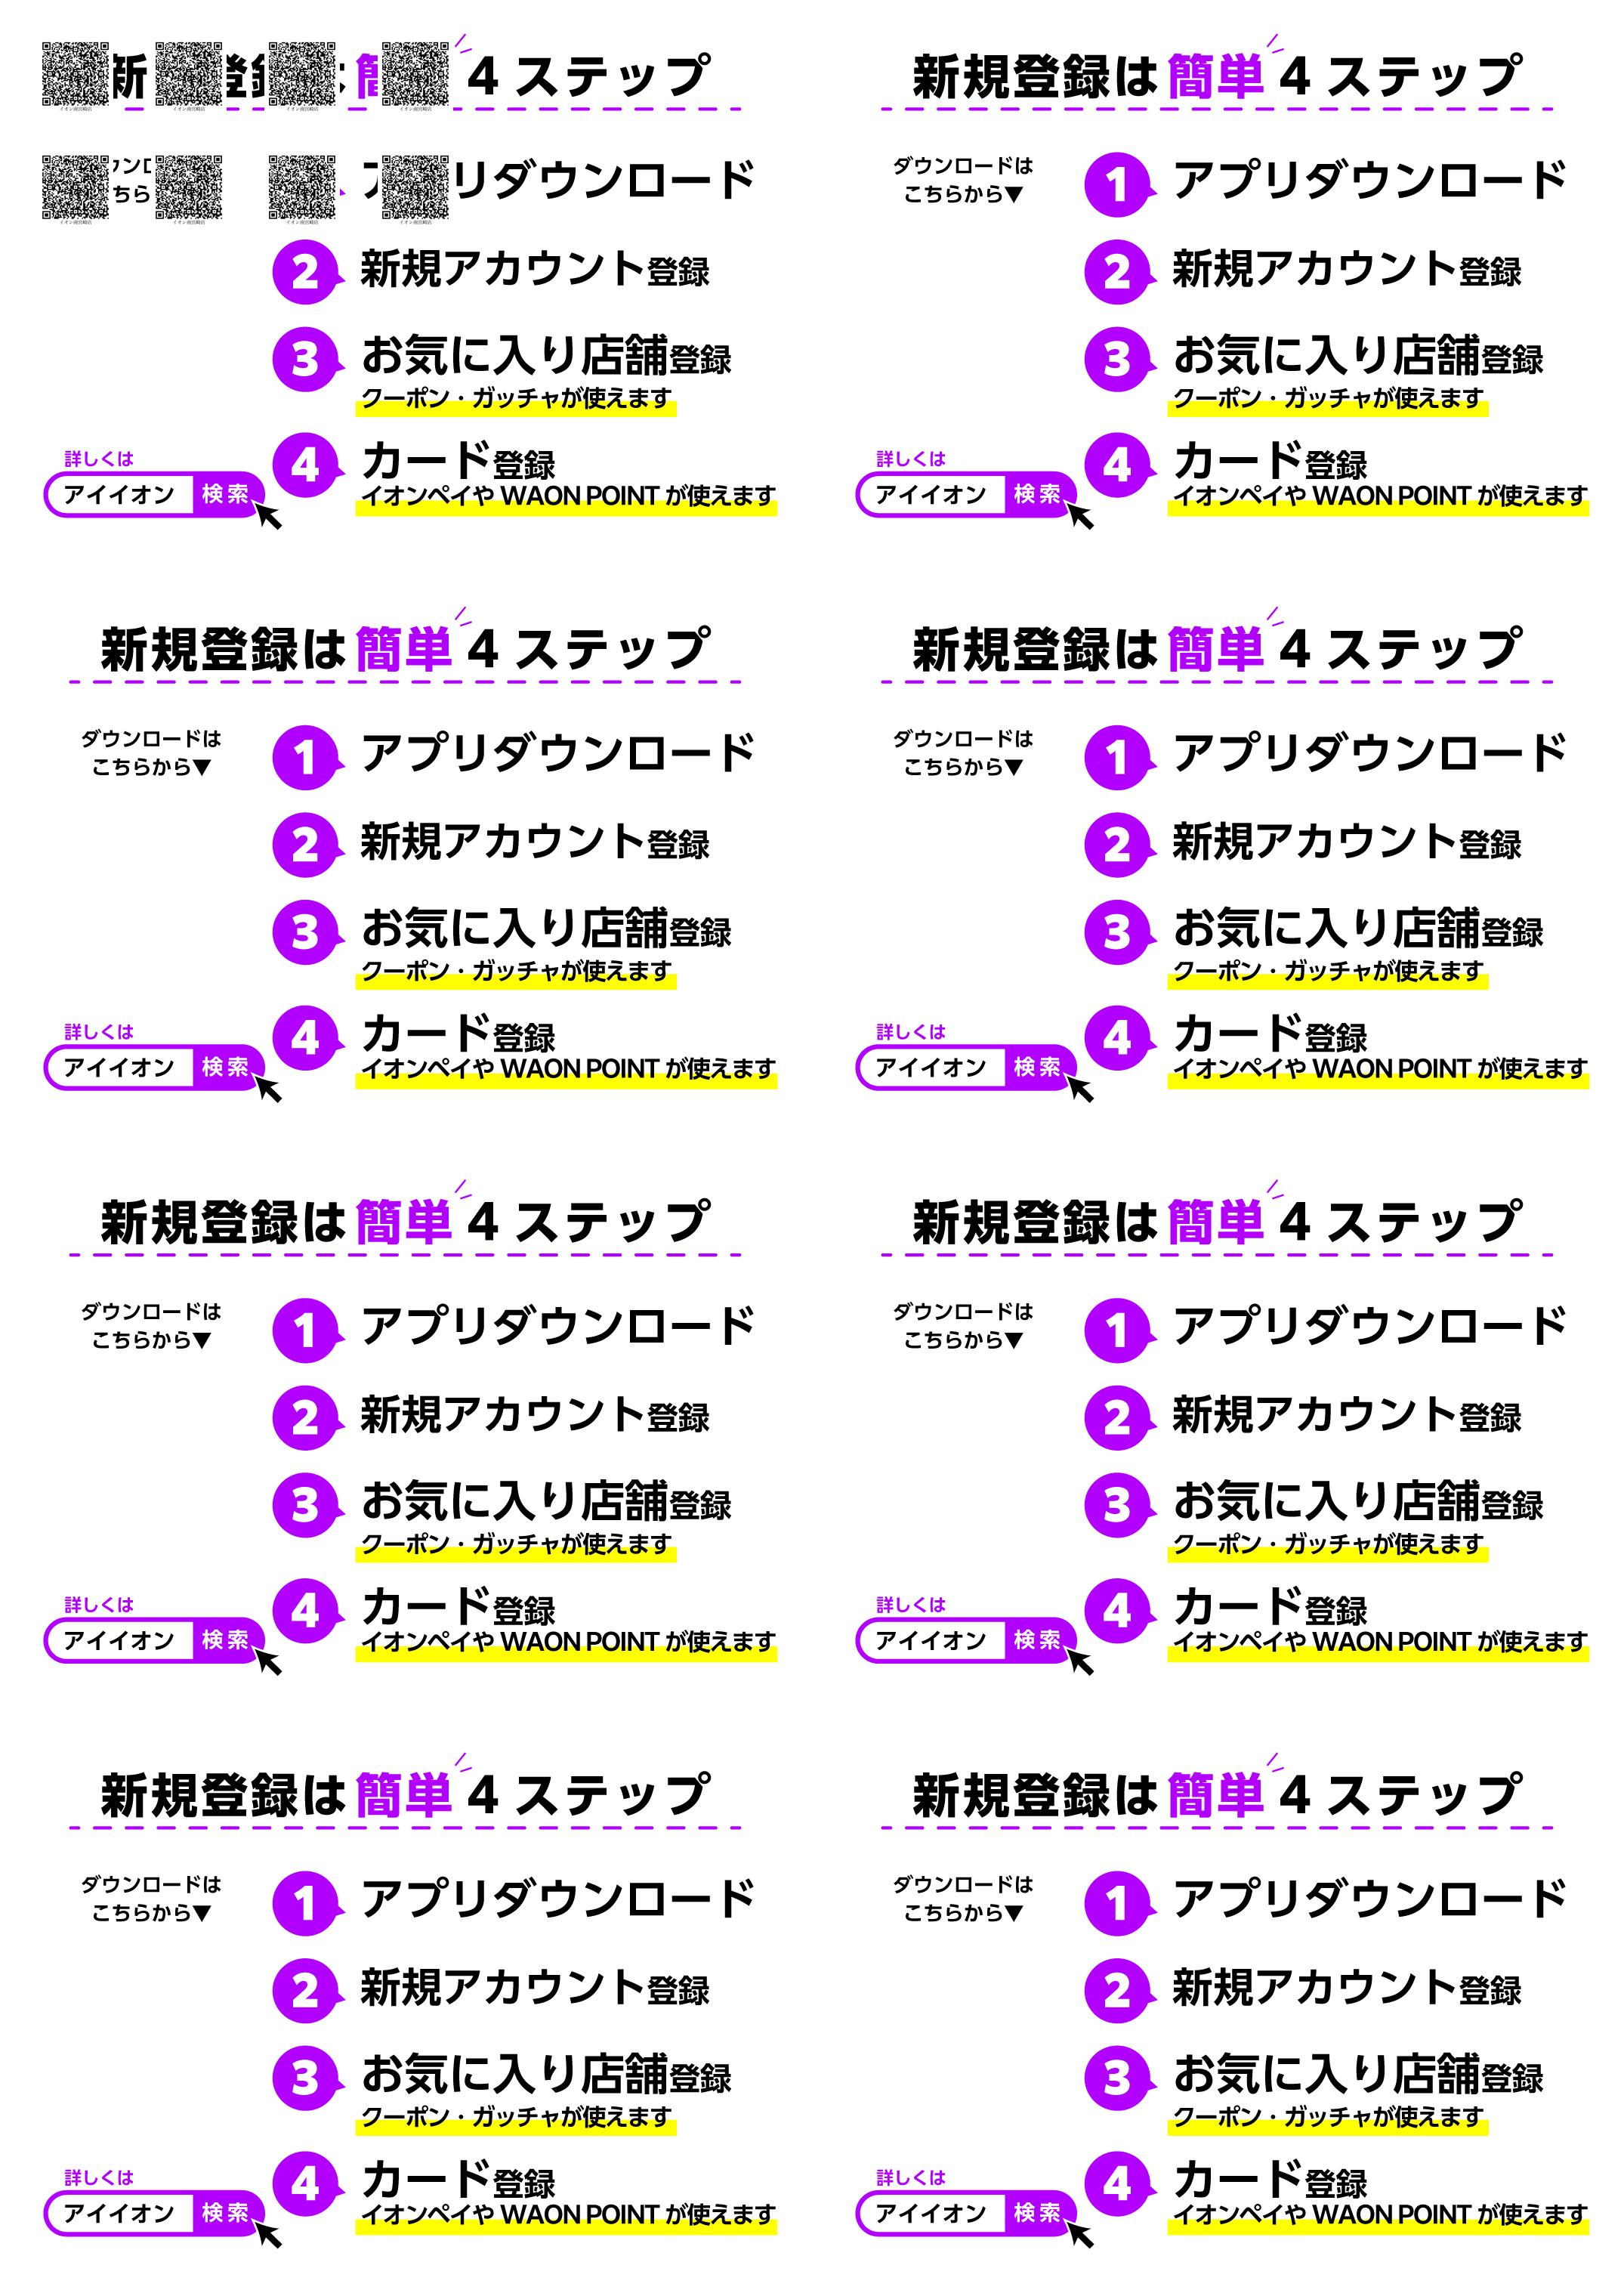 新 4 ステップ
ちら
リダウンロード
2 新規アカウント登録
3 お気に入り店舗登録
クーポン・ガッチャが使えます
4 カード登録
イオンペイや WAON POINT が使えます
詳しくは
アイイオン 検索
新規登録は簡単 4 ステップ
ダウンロードは
こちらから▼
1 アプリダウンロード
2 新規アカウント登録
3 お気に入り店舗登録
クーポン・ガッチャが使えます
4 カード登録
イオンペイや WAON POINT が使えます
詳しくは
アイイオン 検索
新規登録は簡単 4 ステップ
ダウンロードは
こちらから▼
1 アプリダウンロード
2 新規アカウント登録
3 お気に入り店舗登録
クーポン・ガッチャが使えます
4 カード登録
イオンペイや WAON POINT が使えます
詳しくは
アイイオン 検索
新規登録は簡単 4 ステップ
ダウンロードは
こちらから▼
1 アプリダウンロード
2 新規アカウント登録
3 お気に入り店舗登録
クーポン・ガッチャが使えます
4 カード登録
イオンペイや WAON POINT が使えます
詳しくは
アイイオン 検索
新規登録は簡単 4 ステップ
ダウンロードは
こちらから▼
1 アプリダウンロード
2 新規アカウント登録
3 お気に入り店舗登録
クーポン・ガッチャが使えます
4 カード登録
イオンペイや WAON POINT が使えます
詳しくは
アイイオン 検索
新規登録は簡単 4 ステップ
ダウンロードは
こちらから▼
1 アプリダウンロード
2 新規アカウント登録
3 お気に入り店舗登録
クーポン・ガッチャが使えます
4 カード登録
イオンペイや WAON POINT が使えます
詳しくは
アイイオン 検索
新規登録は簡単 4 ステップ
ダウンロードは
こちらから▼
1 アプリダウンロード
2 新規アカウント登録
3 お気に入り店舗登録
クーポン・ガッチャが使えます
4 カード登録
イオンペイや WAON POINT が使えます
詳しくは
アイイオン 検索
新規登録は簡単 4 ステップ
ダウンロードは
こちらから▼
1 アプリダウンロード
2 新規アカウント登録
3 お気に入り店舗登録
クーポン・ガッチャが使えます
4 カード登録
イオンペイや WAON POINT が使えます
詳しくは
アイイオン 検索